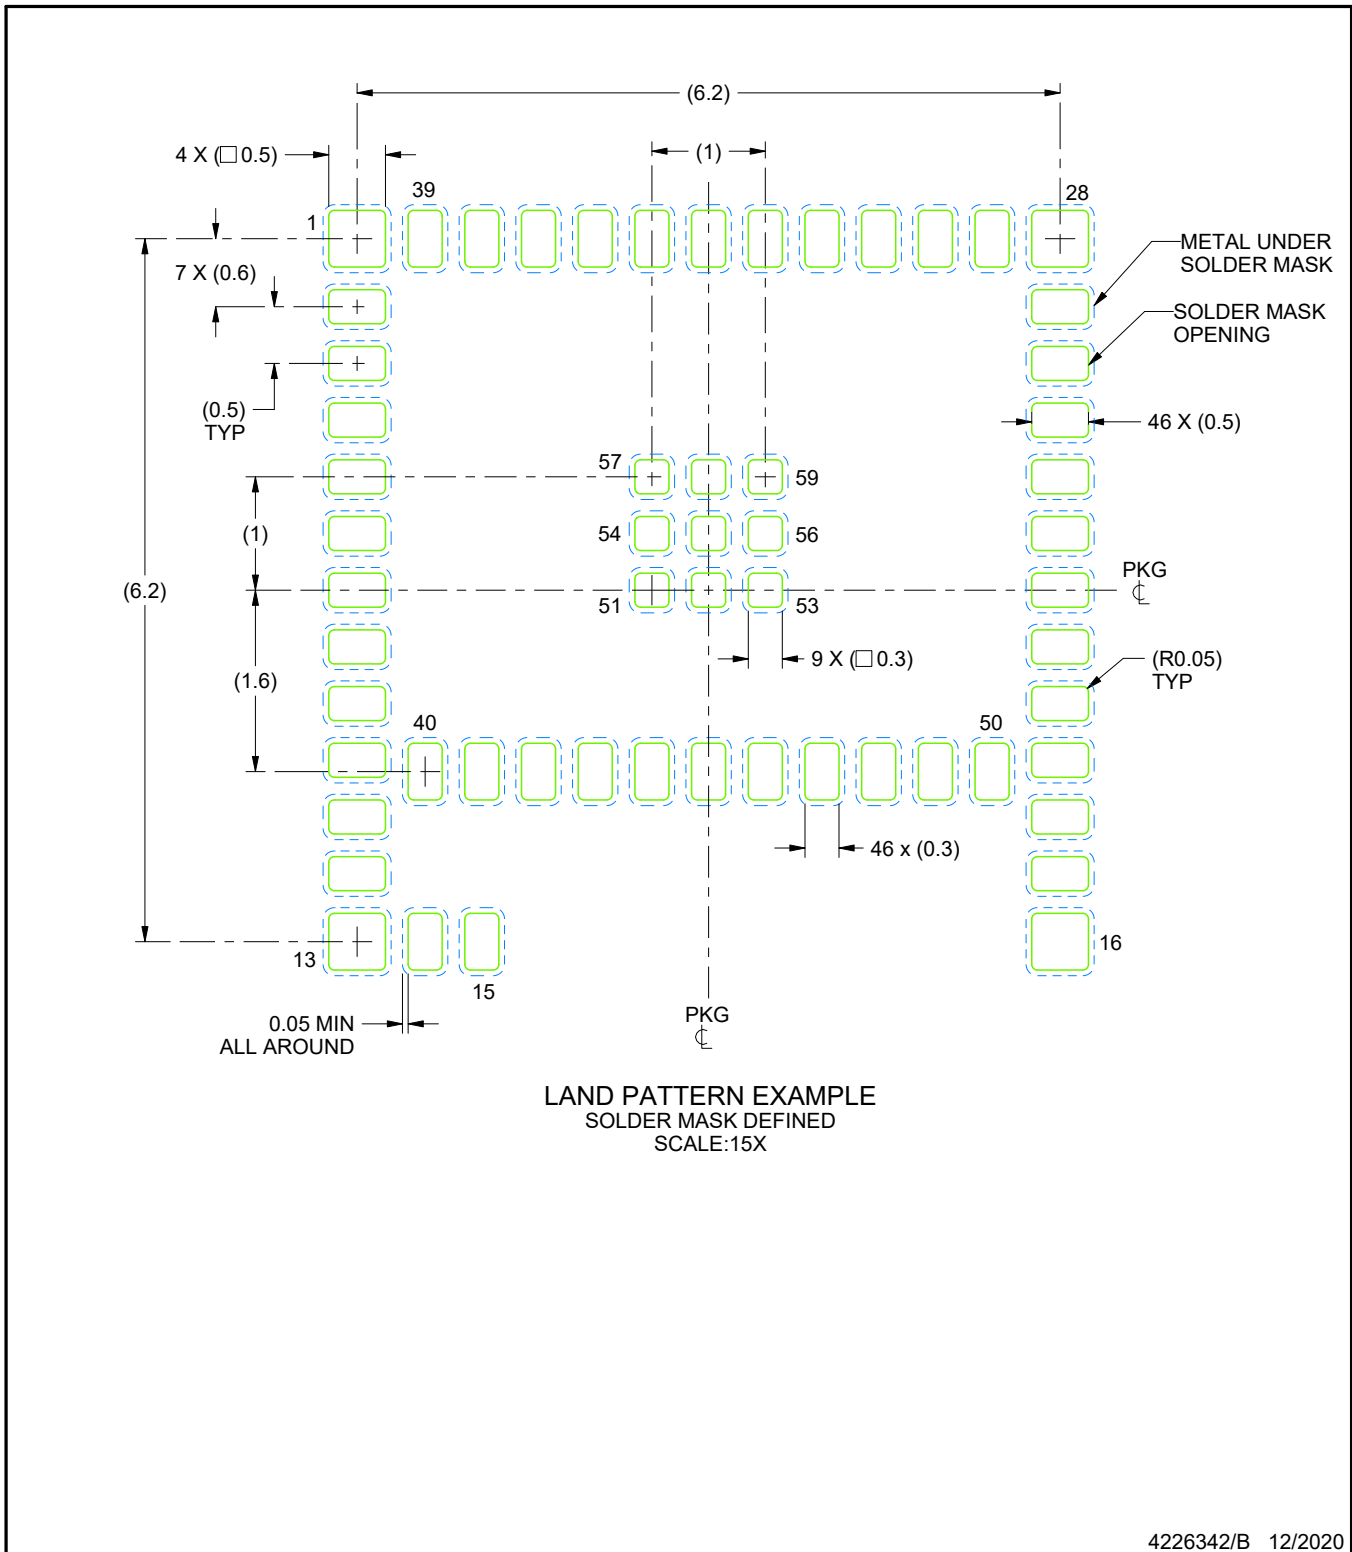 (6.2)
4 X (□ 0.5)
(1)
39
28
1
METAL UNDER
SOLDER MASK
7 X (0.6)
SOLDER MASK
OPENING
(0.5)
TYP
46 X (0.5)
57
59
(1)
54
56
(6.2)
PKG
℄
51
53
9 X (□ 0.3)
(R0.05)
TYP
(1.6)
40
50
46 x (0.3)
13
16
15
0.05 MIN
ALL AROUND
PKG
℄
LAND PATTERN EXAMPLE
SOLDER MASK DEFINED
SCALE:15X
4226342/B 12/2020